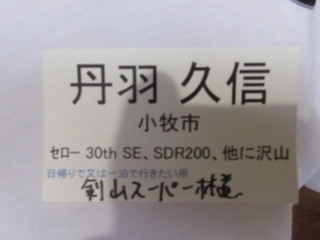 丹羽 久信
小牧市
セロー 30th SE、SDR200、他に沢山
日帰りで又は一泊で行きたい所
剣山スーパー林道